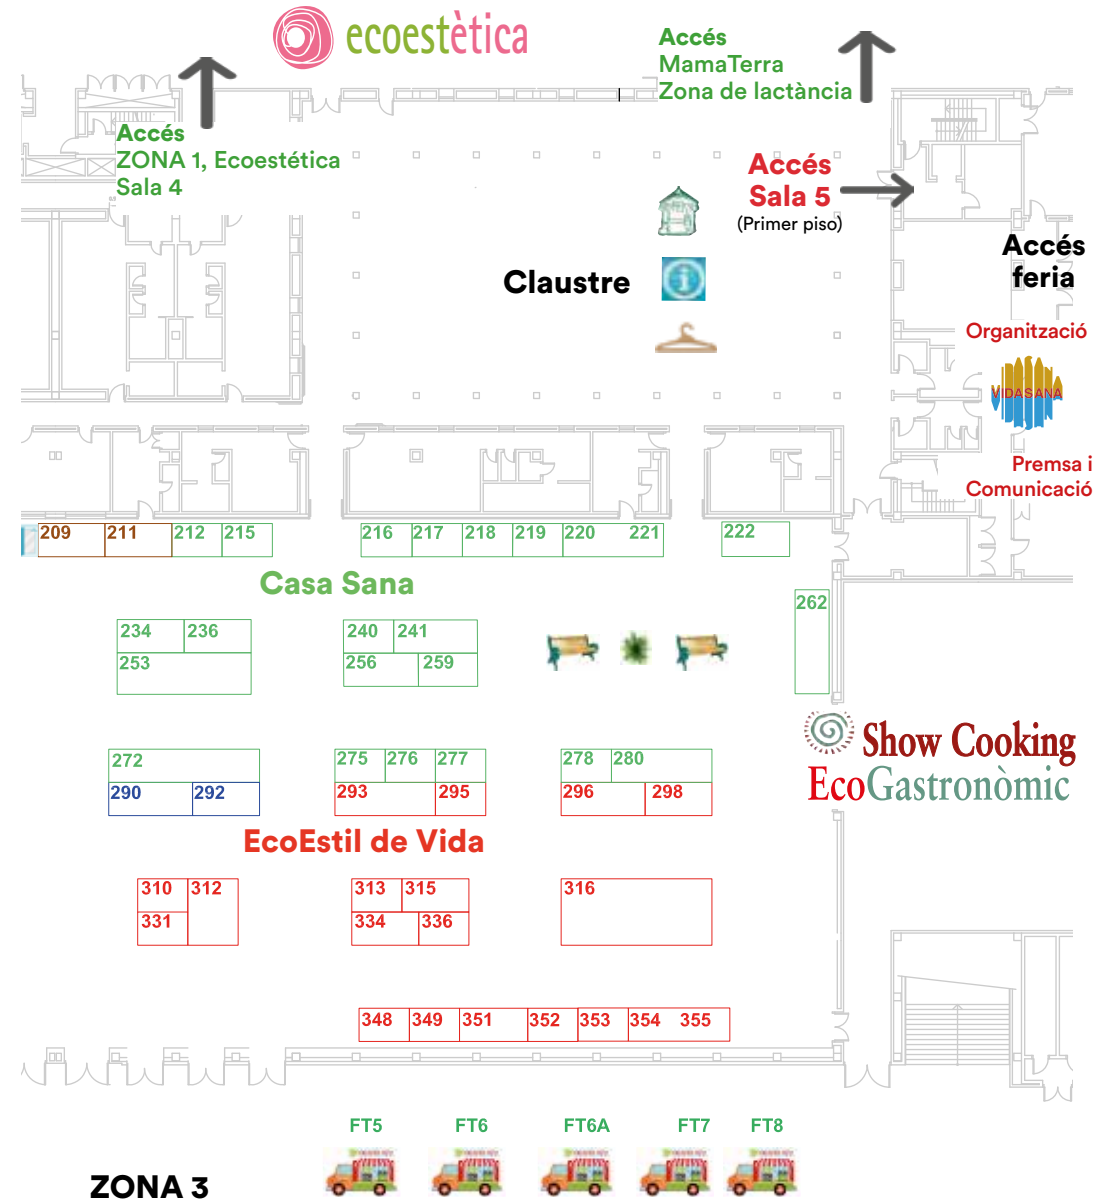 ecoestètica
Accés
MamaTerra
Zona de lactància
Accés
ZONA 1, Ecoestética
Sala 4
Accés
Sala 5
(Primer piso)
Accés
feria
Claustre
i
Organització
VIDASANA
Premsa i
Comunicació
209 211 212 215 216 217 218 219 220 221 222
Casa Sana
262
234 236 240 241
253 256 259
Show Cooking
EcoGastronòmic
272 275 276 277 278 280
290 292 293 295 296 298
EcoEstil de Vida
310 312 313 315 316
331 334 336
348 349 351 352 353 354 355
FT5 FT6 FT6A FT7 FT8
ZONA 3